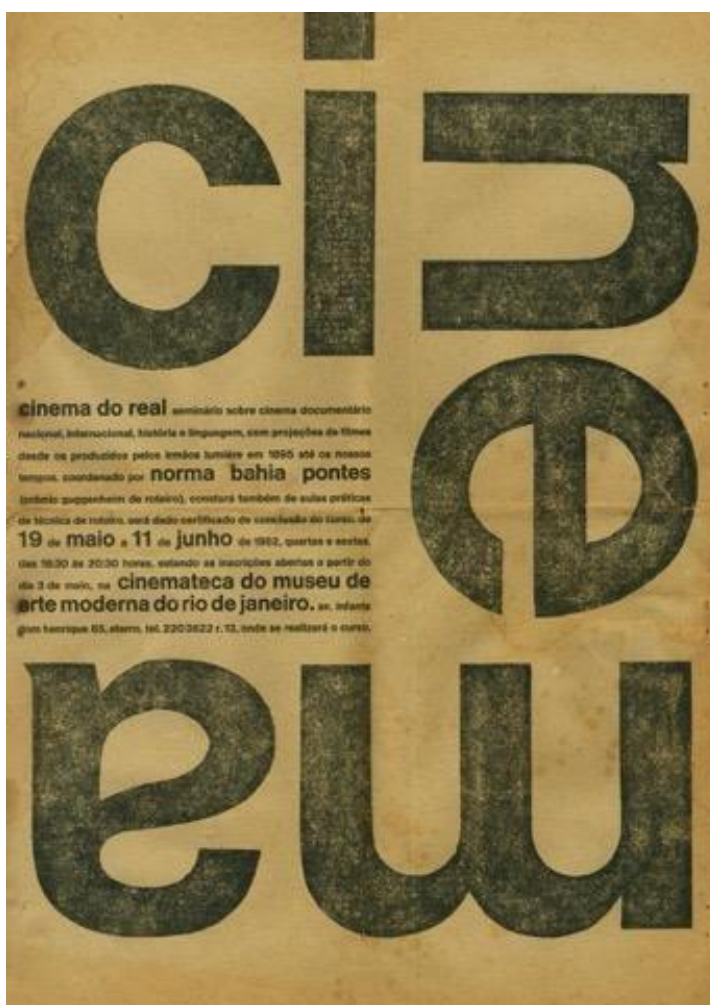 cinema
cinema do real seminário sobre cinema documentário
nacional, internacional, história e linguagem, com projeções de filmes
desde os produzidos pelos irmãos lumière em 1895 até os nossos
tempos, coordenado por norma bahia pontes
(prêmio guggenheim de roteiro), constará também de aulas práticas
de técnica de roteiro. será dado certificado de conclusão do curso. de
19 de maio a 11 de junho de quartas e sextas,
das 18:30 às 20:30 horas, estando as inscrições abertas a partir do
dia 3 de maio, na cinemateca do museu de
arte moderna do rio de janeiro. av. infante
dom henrique 85, aterro. tel. 2203622 r. onde se realizará o curso.